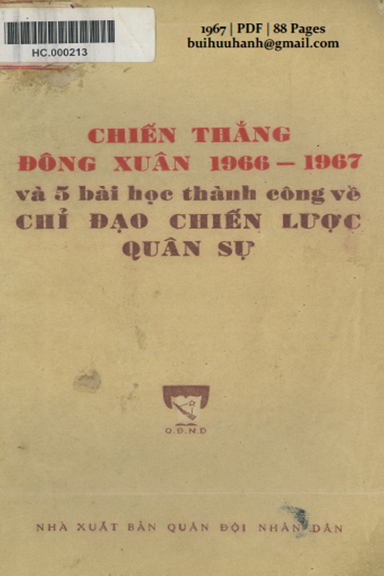 1967 | PDF | 88 Pages
buihuuhanh@gmail.com
HC.000213
CHIẾN THẮNG
ĐÔNG XUÂN 1966 – 1967
và 5 bài học thành công về
CHỈ ĐẠO CHIẾN LƯỢC
QUÂN SỰ
Q.Đ.N.D
NHÀ XUẤT BẢN QUÂN ĐỘI NHÂN DÂN